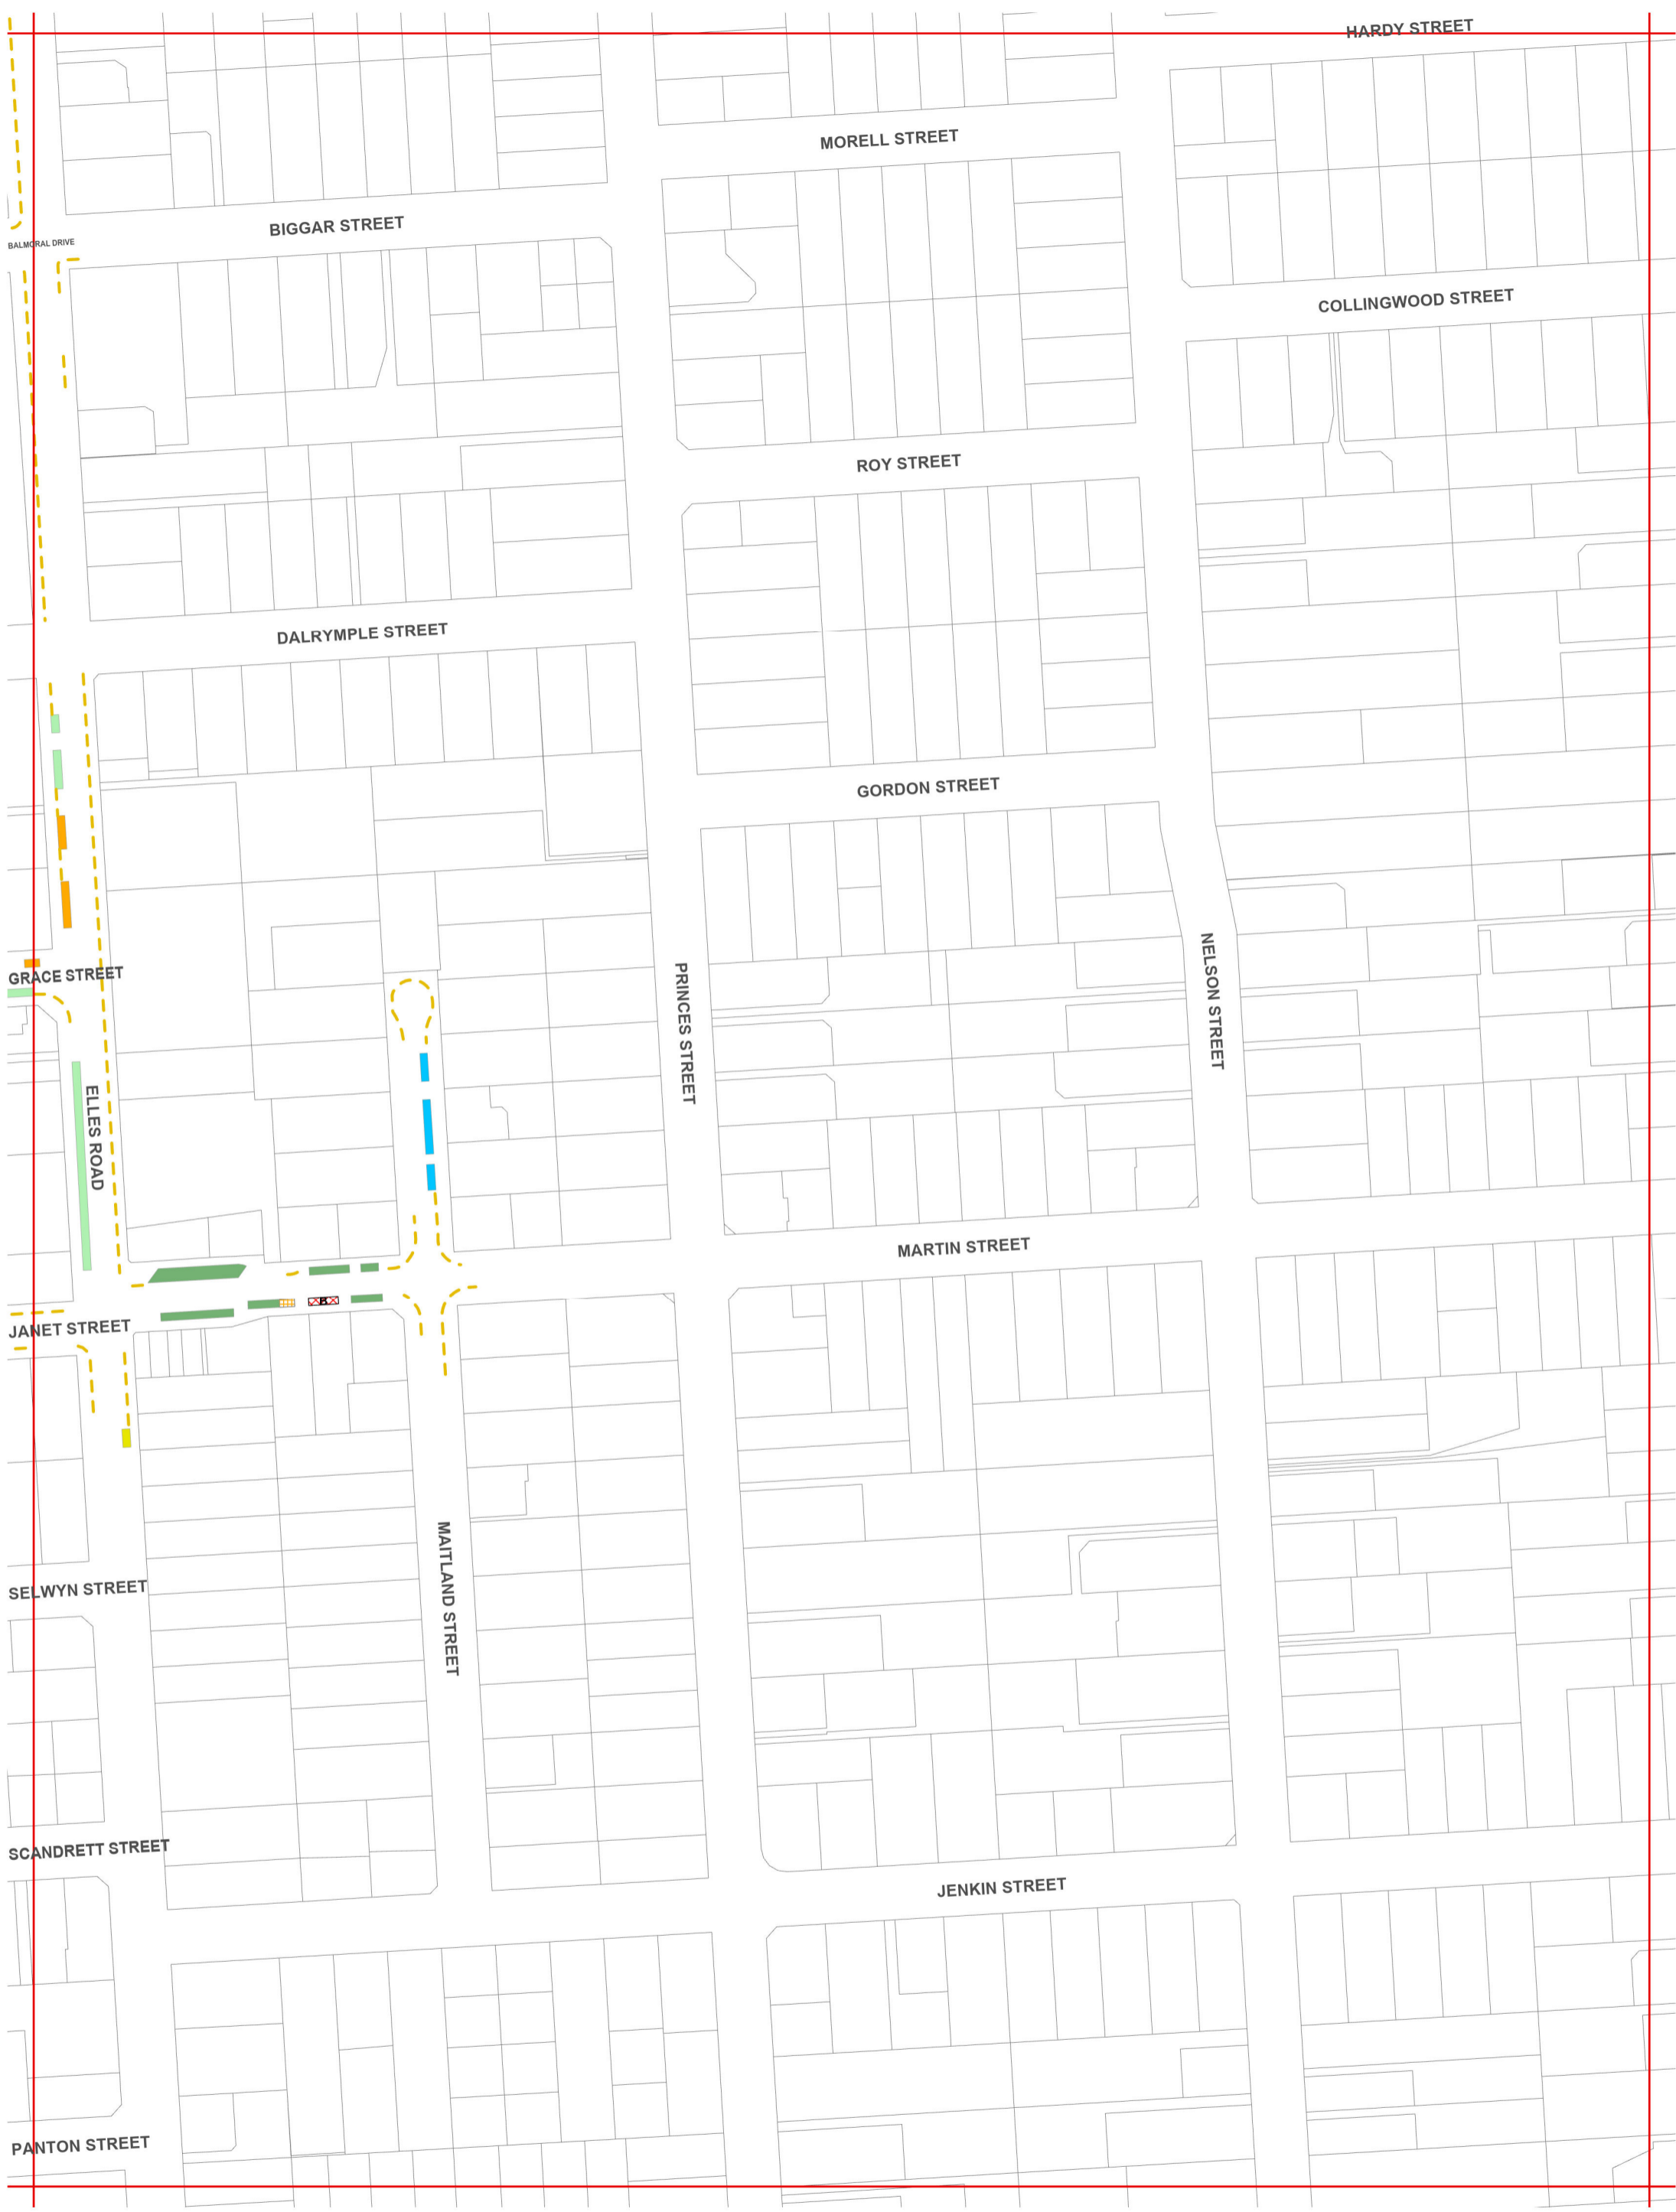 HARDY STREET
MORELL STREET
BIGGAR STREET
BALMORAL DRIVE
COLLINGWOOD STREET
ROY STREET
DALRYMPLE STREET
GORDON STREET
GRACE STREET
PRINCES STREET
NELSON STREET
ELLES ROAD
MARTIN STREET
B
JANET STREET
MAITLAND STREET
SELWYN STREET
SCANDRETT STREET
JENKIN STREET
PANTON STREET